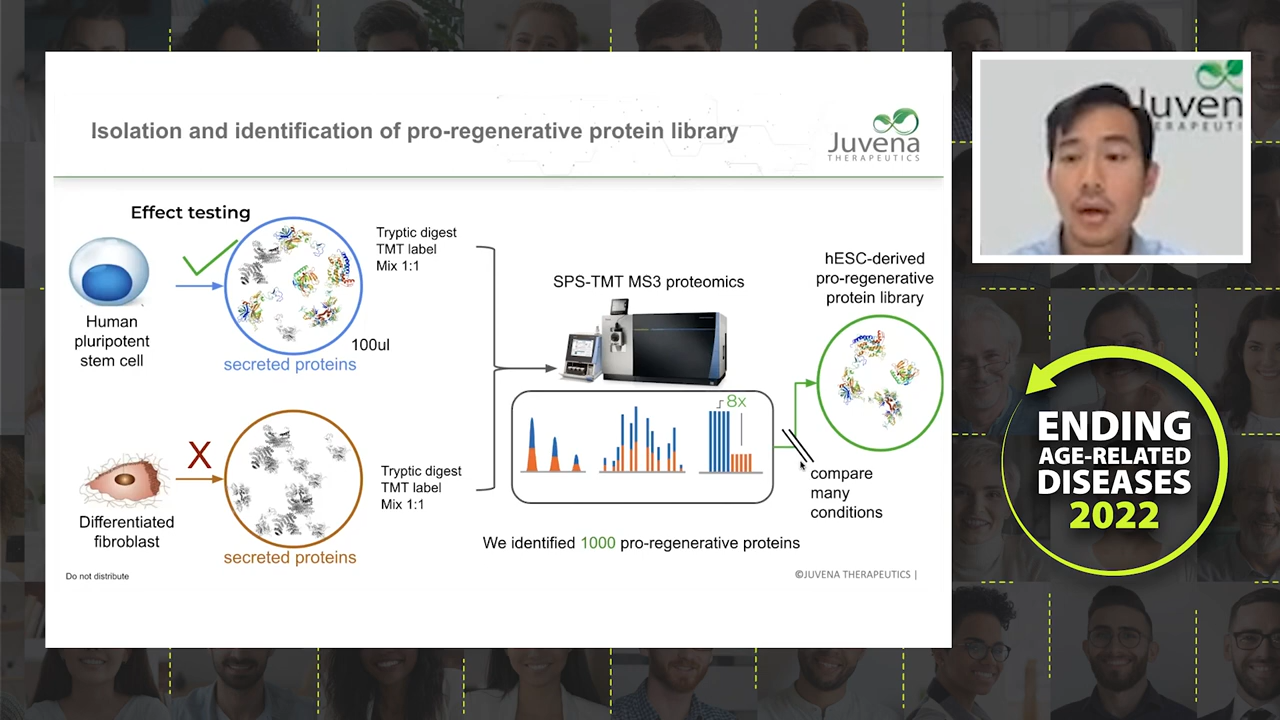 Isolation and identification of pro-regenerative protein library
Juvena
THERAPEUTICS
Effect testing
Human
pluripotent
stem cell
secreted proteins
100ul
Tryptic digest
TMT label
Mix 1:1
X
Differentiated
fibroblast
secreted proteins
Tryptic digest
TMT label
Mix 1:1
SPS-TMT MS3 proteomics
8x
hESC-derived
pro-regenerative
protein library
compare
many
conditions
We identified 1000 pro-regenerative proteins
Do not distribute
©JUVENA THERAPEUTICS |
Juven
ERAPEUTI
ENDING
AGE-RELATED
DISEASES
2022